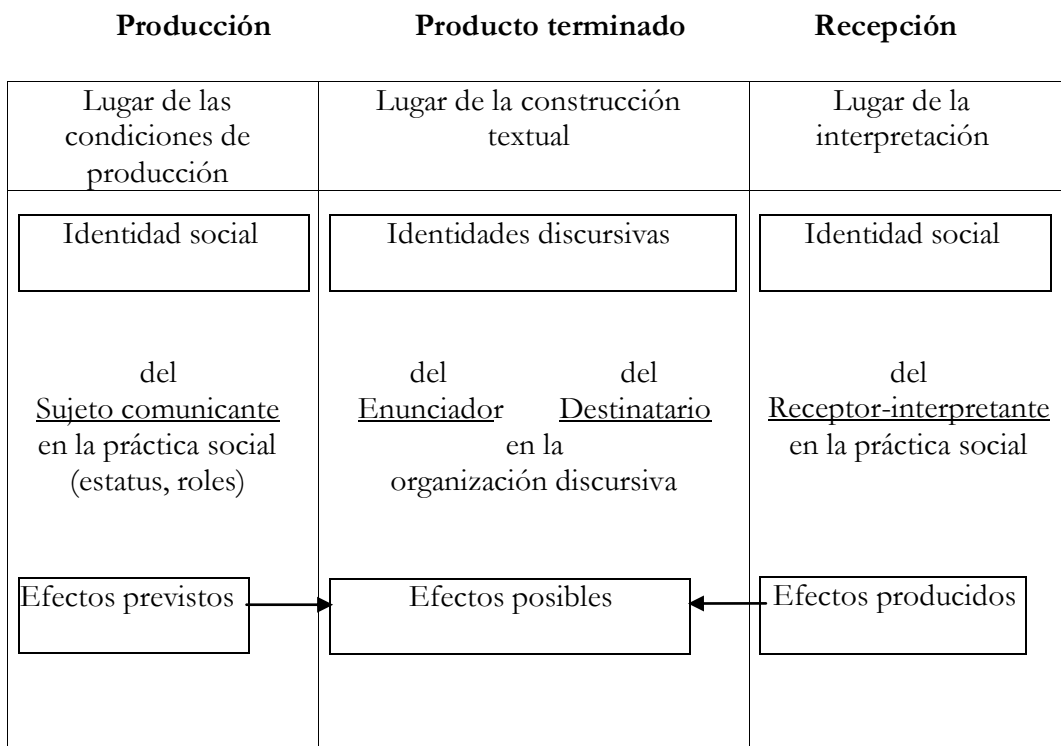 Producción
Producto terminado
Recepción
Lugar de las
condiciones de
producción
Lugar de la construcción
textual
Lugar de la
interpretación
Identidad social
Identidades discursivas
Identidad social
del
Sujeto comunicante
en la práctica social
(estatus, roles)
del del
Enunciador Destinatario
en la
organización discursiva
del
Receptor-interpretante
en la práctica social
Efectos previstos
Efectos posibles
Efectos producidos